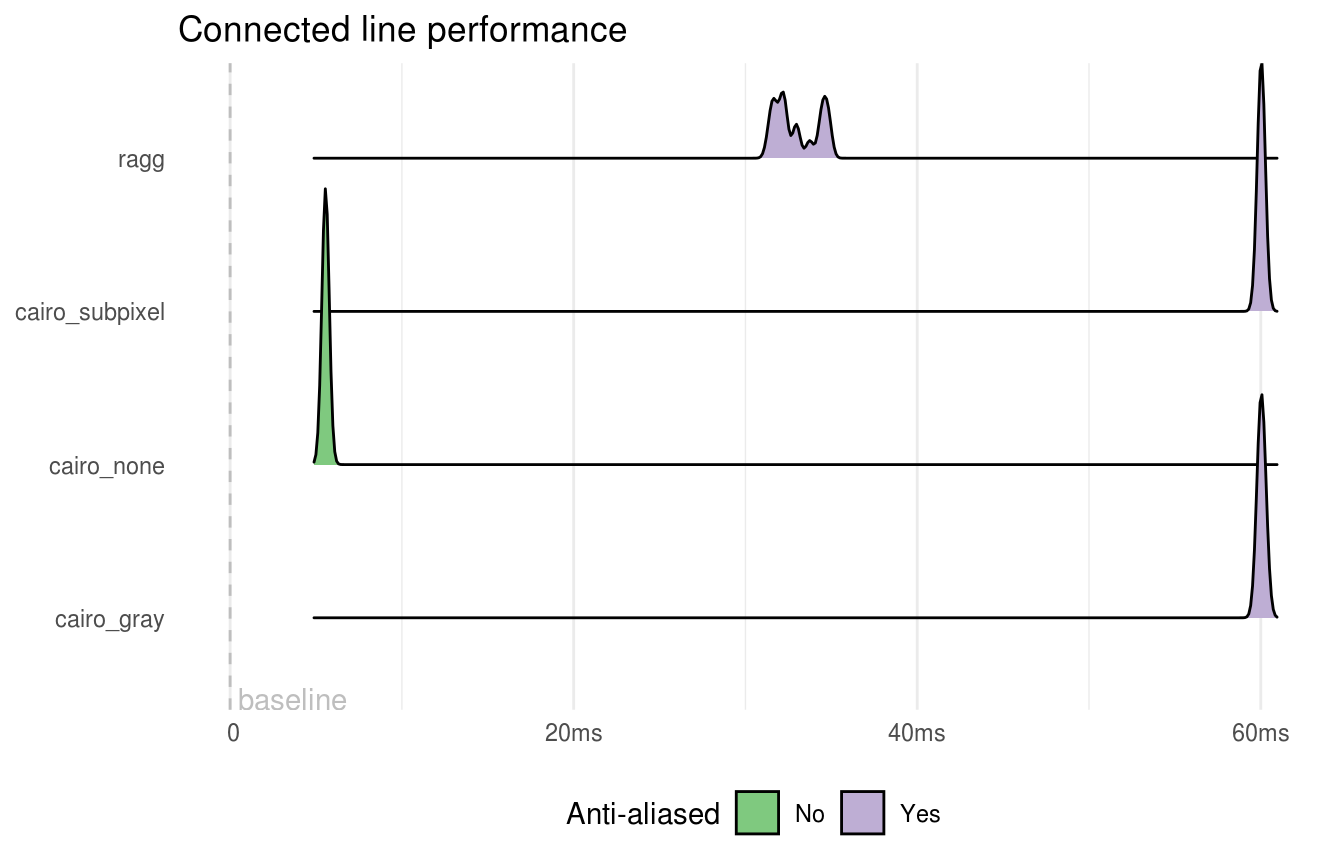 Connected line performance
ragg
cairo_subpixel
cairo_none
cairo_gray
baseline
0 20ms 40ms 60ms
Anti-aliased No Yes